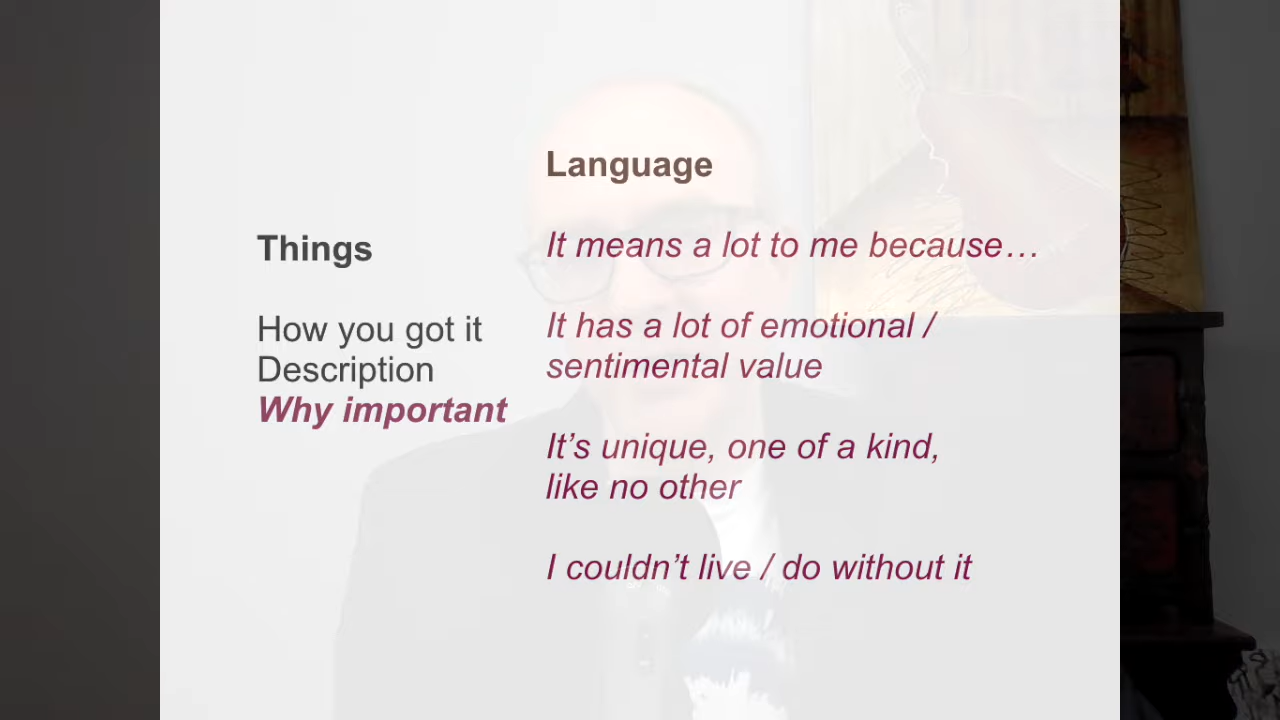 Things
How you got it
Description
Why important
Language
It means a lot to me because…
It has a lot of emotional /
sentimental value
It’s unique, one of a kind,
like no other
I couldn’t live / do without it